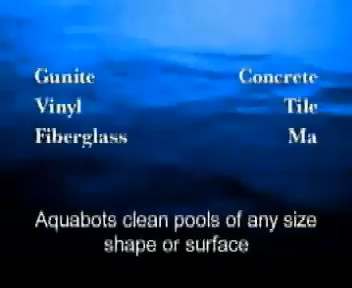 Gunite Concrete
Vinyl Tile
Fiberglass Ma
Aquabots clean pools of any size
shape or surface